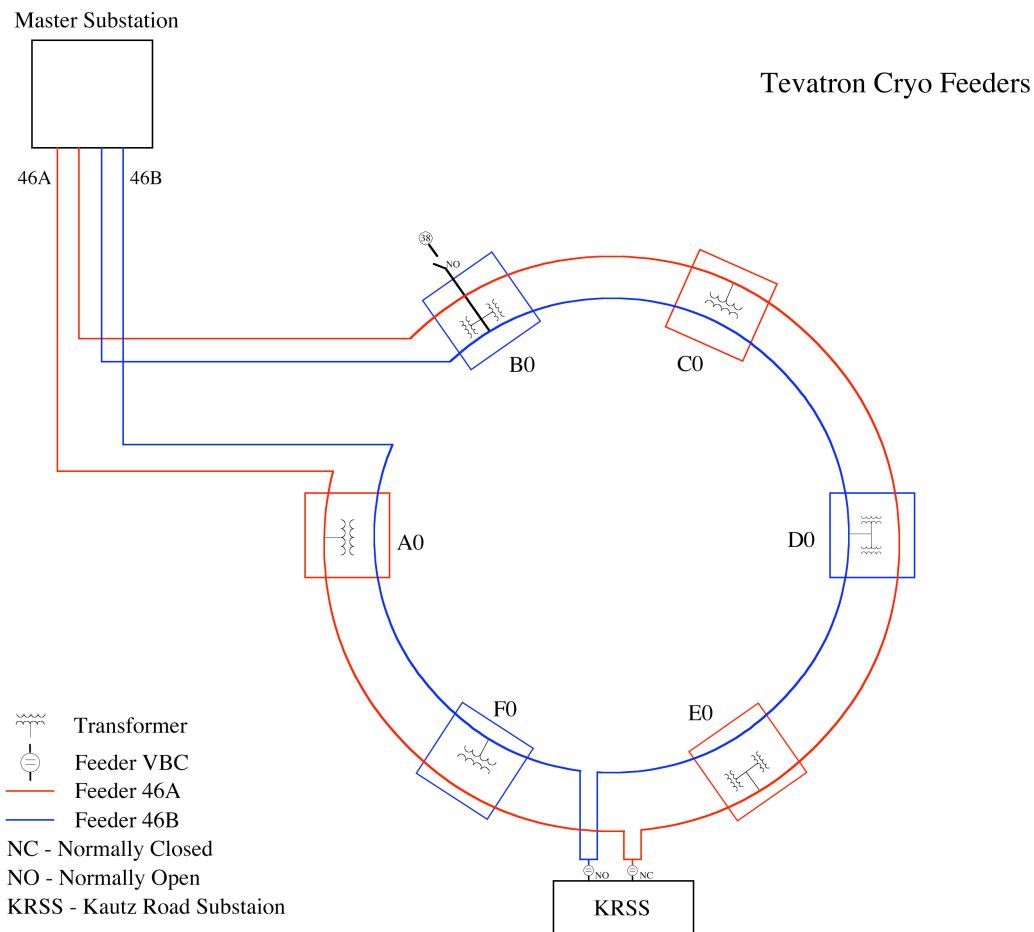 Master Substation
Tevatron Cryo Feeders
46A
46B
38
NO
B0
C0
A0
D0
F0
E0
Transformer
Feeder VBC
Feeder 46A
Feeder 46B
NC - Normally Closed
NO - Normally Open
KRSS - Kautz Road Substaion
NO
NC
KRSS